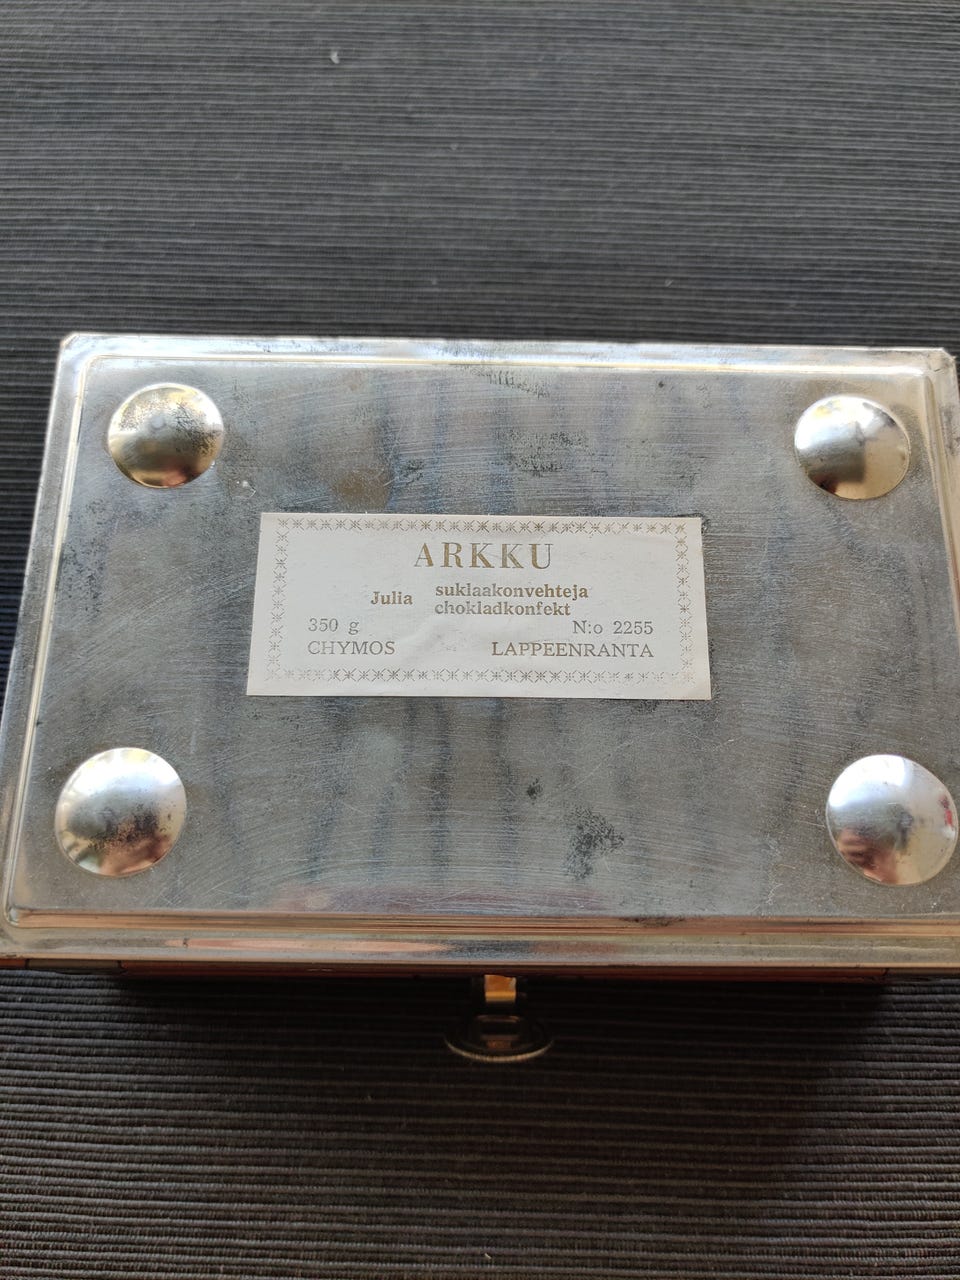 ARKKU
Julia suklaakonvehteja
chokladkonfekt
350 g N:o 2255
CHYMOS LAPPEENRANTA